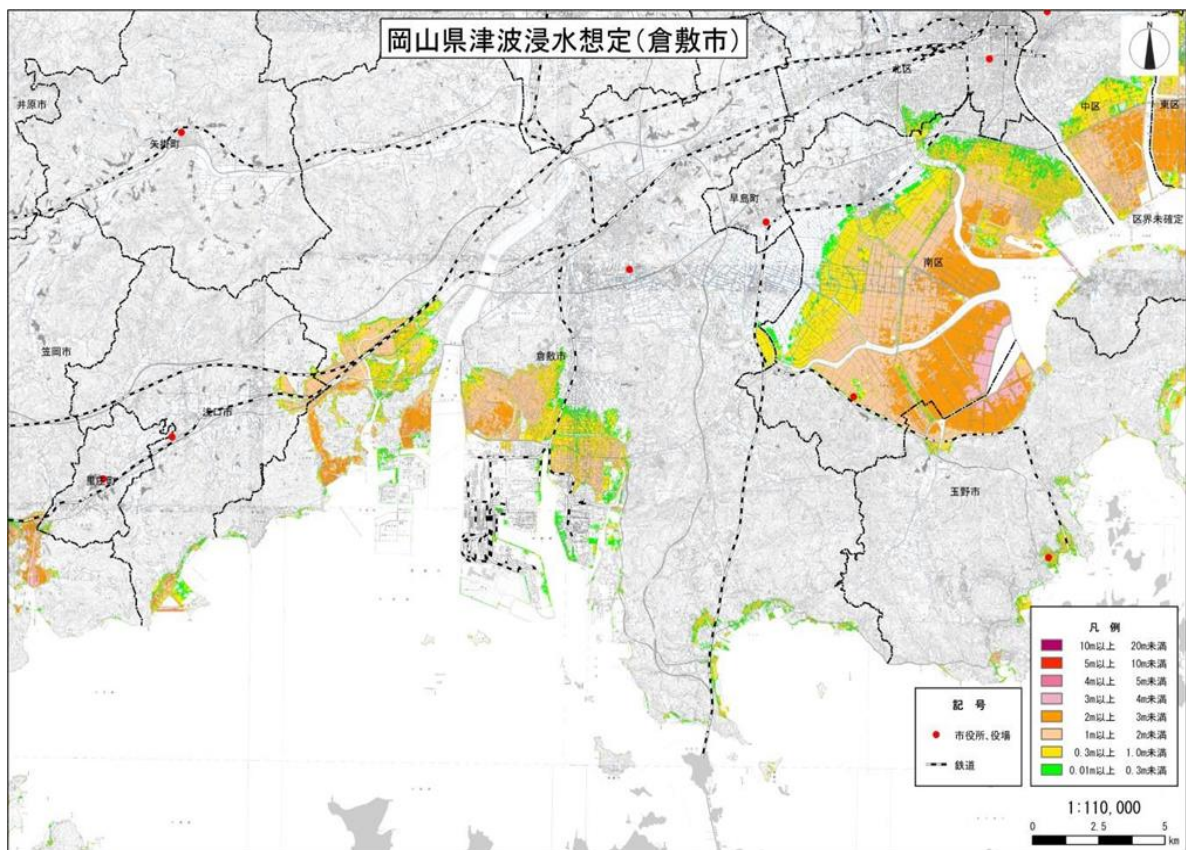 岡山県津波浸水想定(倉敷市)
N
北区
井原市
中区
東区
矢掛町
早島町
区界未確定
南区
笠岡市
倉敷市
浅口市
里庄町
玉野市
凡 例
10m以上 20m未満
5m以上 10m未満
4m以上 5m未満
3m以上 4m未満
2m以上 3m未満
1m以上 2m未満
0.3m以上 1.0m未満
0.01m以上 0.3m未満
記 号
市役所、役場
鉄道
1:110,000
0 2.5 5
km